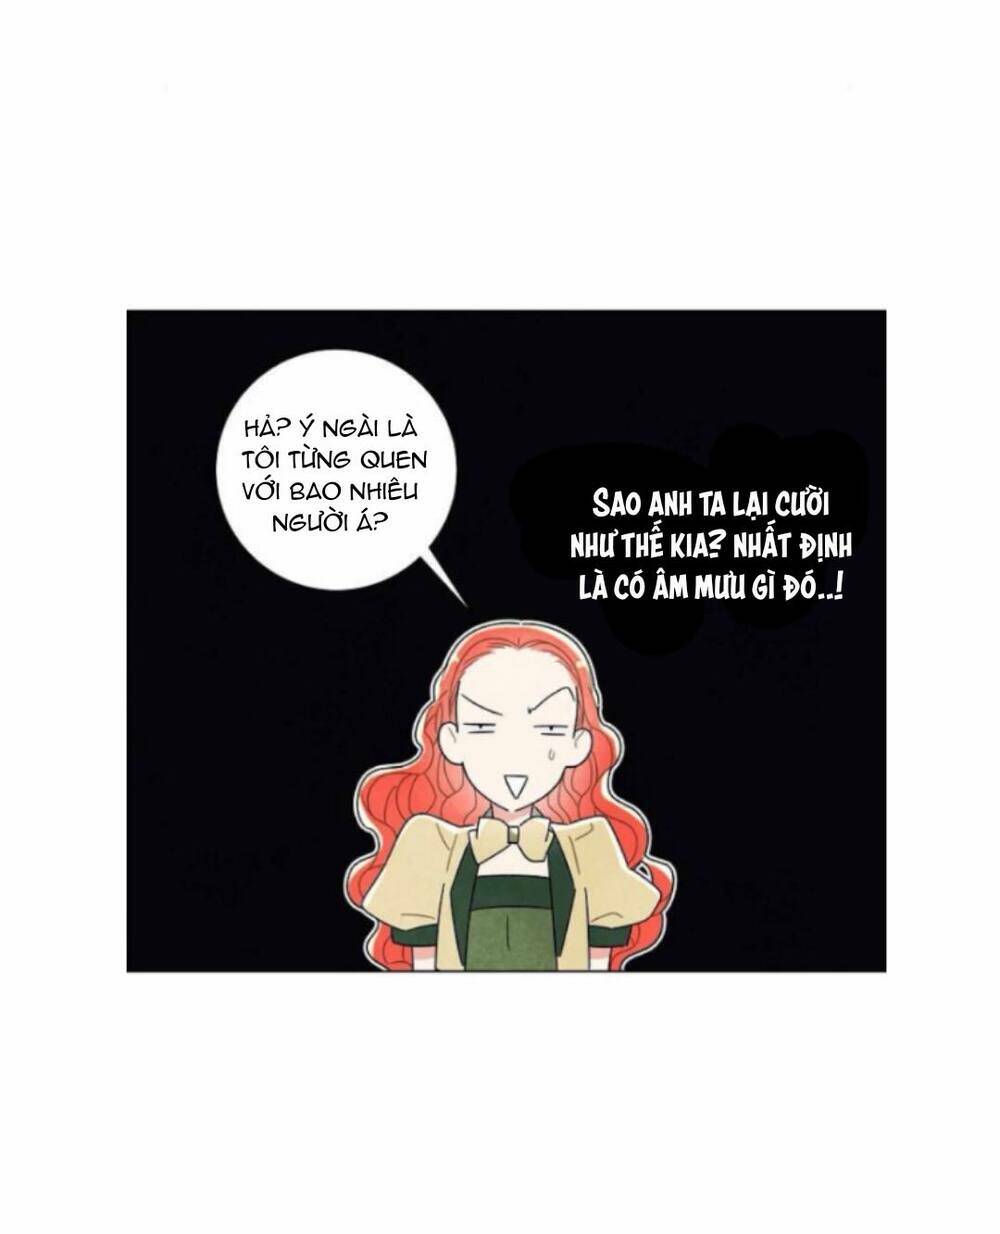 HẢ? Ý NGÀI LÀ
TÔI TỪNG QUEN
VỚI BAO NHIÊU
NGƯỜI Á?
SAO ANH TA LẠI CƯỜI
NHƯ THẾ KIA? NHẤT ĐỊNH
LÀ CÓ ÂM MƯU GÌ ĐÓ..!